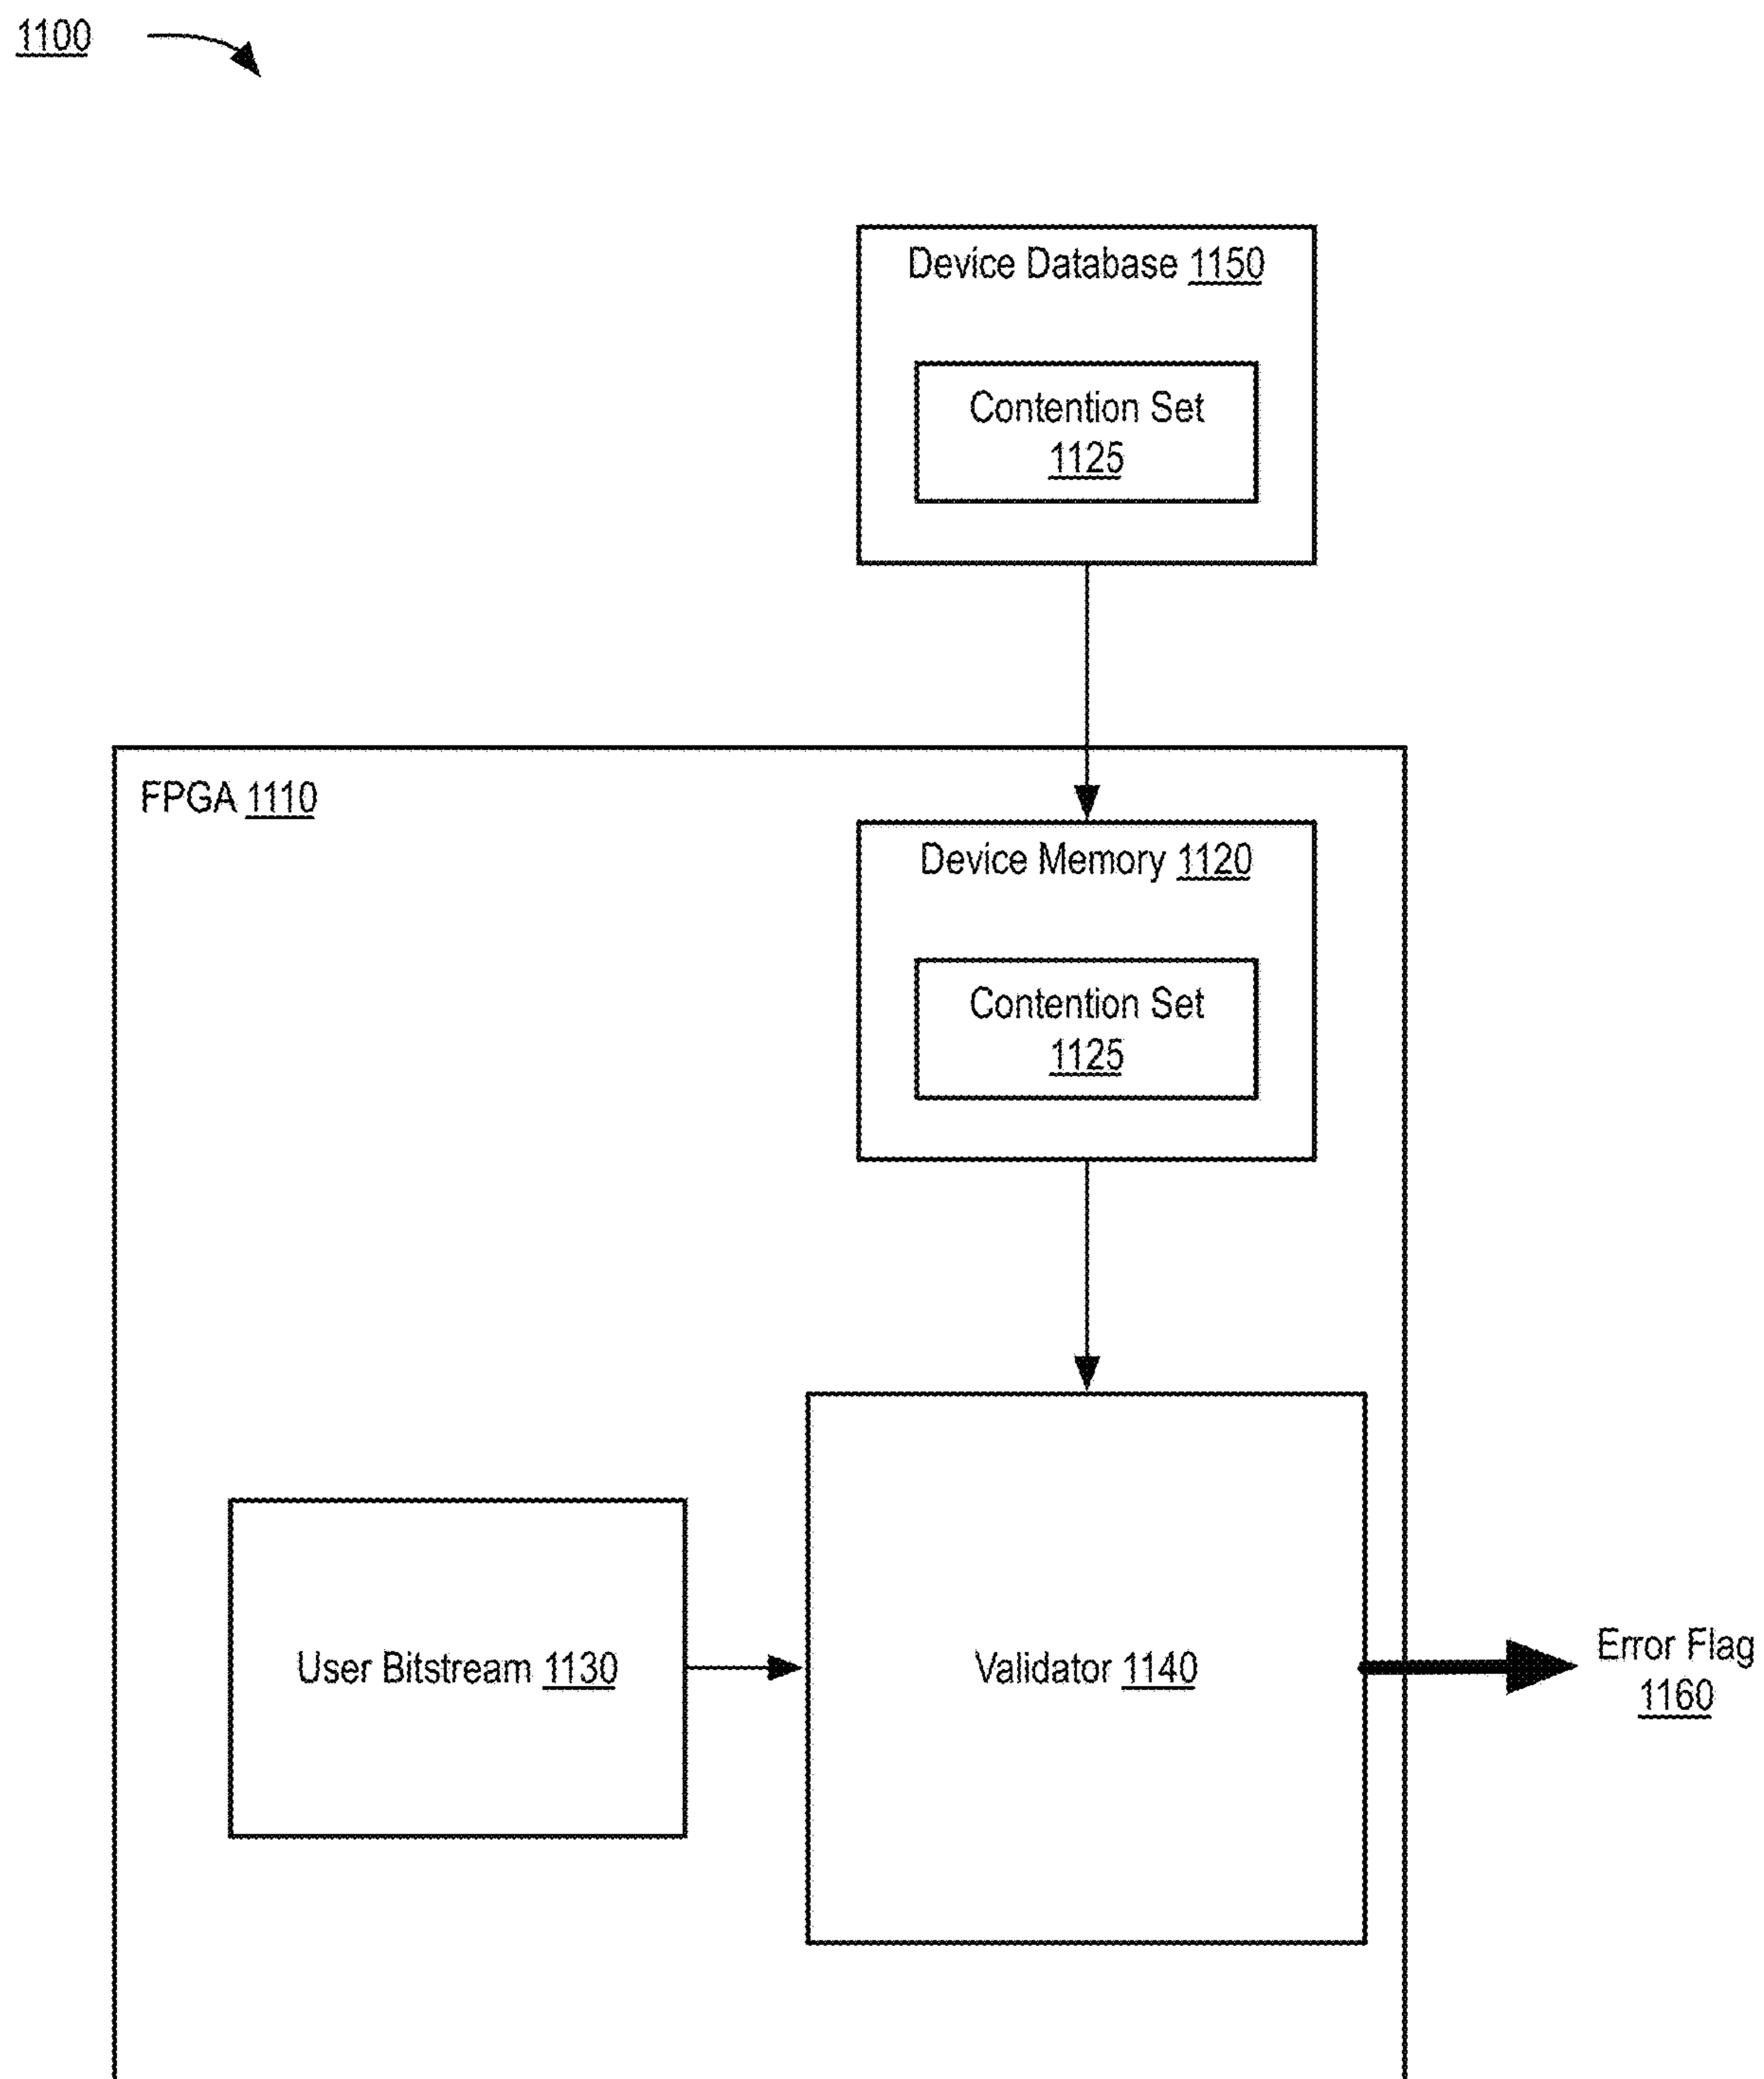 1100
Device Database 1150
Contention Set
1125
FPGA 1110
Device Memory 1120
Contention Set
1125
User Bitstream 1130
Validator 1140
Error Flag
1160